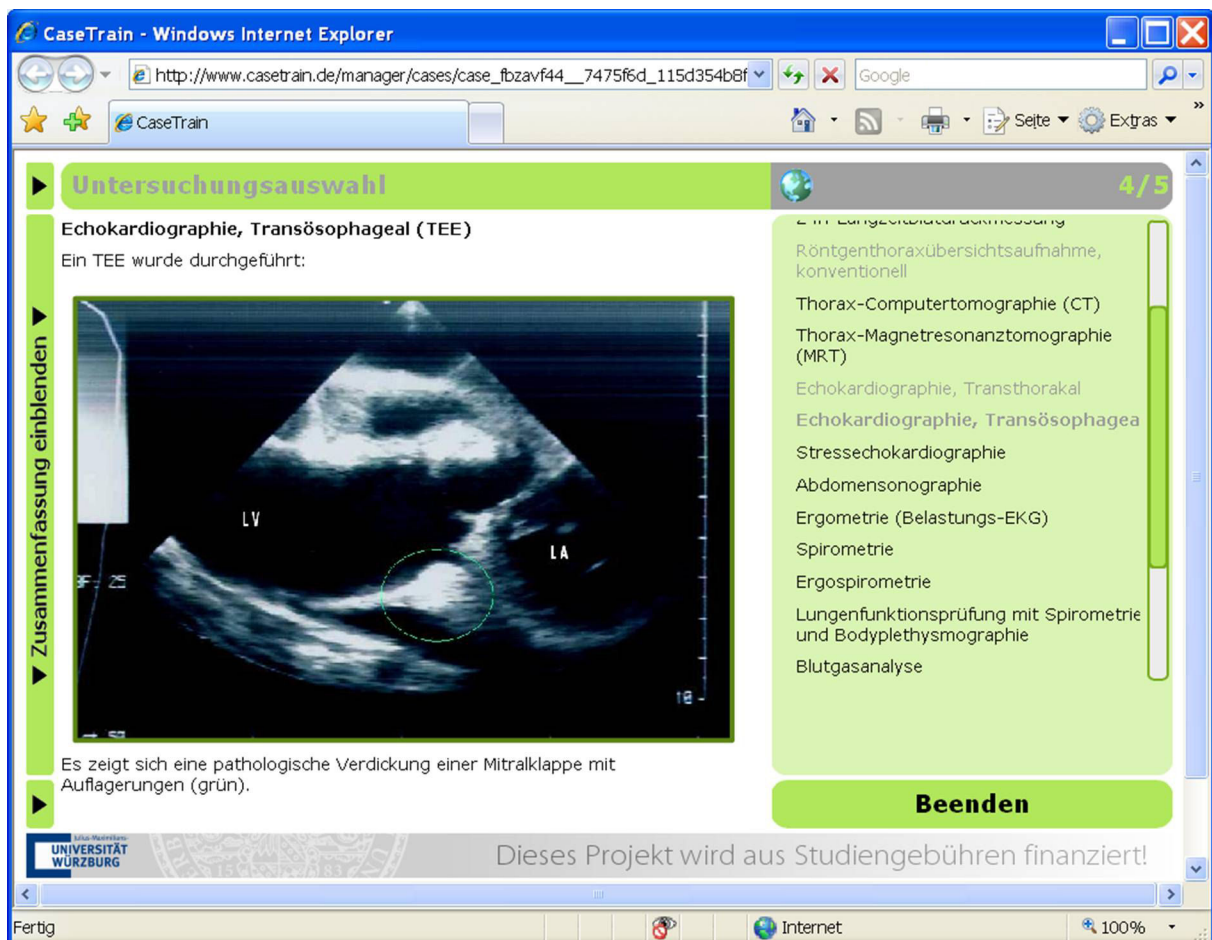 CaseTrain - Windows Internet Explorer
http://www.casetrain.de/manager/cases/case_fbzavf44__7475f6d_115d354b8f
Google
CaseTrain
Seite
Extras
»
Untersuchungsauswahl
4/5
Zusammenfassung einblenden
Echokardiographie, Transösophageal (TEE)
Ein TEE wurde durchgeführt:
LV
LA
25
10
Es zeigt sich eine pathologische Verdickung einer Mitralklappe mit
Auflagerungen (grün).
Röntgenthoraxübersichtsaufnahme,
konventionell
Thorax-Computertomographie (CT)
Thorax-Magnetresonanztomographie
(MRT)
Echokardiographie, Transthorakal
Echokardiographie, Transösophagea
Stressechokardiographie
Abdomensonographie
Ergometrie (Belastungs-EKG)
Spirometrie
Ergospirometrie
Lungenfunktionsprüfung mit Spirometrie
und Bodyplethysmographie
Blutgasanalyse
Beenden
Julius-Maximilians-
UNIVERSITÄT
WÜRZBURG
Dieses Projekt wird aus Studiengebühren finanziert!
Fertig
Internet
100%